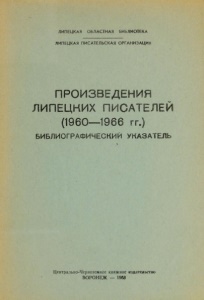 ЛИПЕЦКАЯ ОБЛАСТНАЯ БИБЛИОТЕКА
ЛИПЕЦКАЯ ПИСАТЕЛЬСКАЯ ОРГАНИЗАЦИЯ
ПРОИЗВЕДЕНИЯ
ЛИПЕЦКИХ ПИСАТЕЛЕЙ
(1960—1966 гг.)
БИБЛИОГРАФИЧЕСКИЙ УКАЗАТЕЛЬ
Центрально-Черноземное книжное издательство
ВОРОНЕЖ —